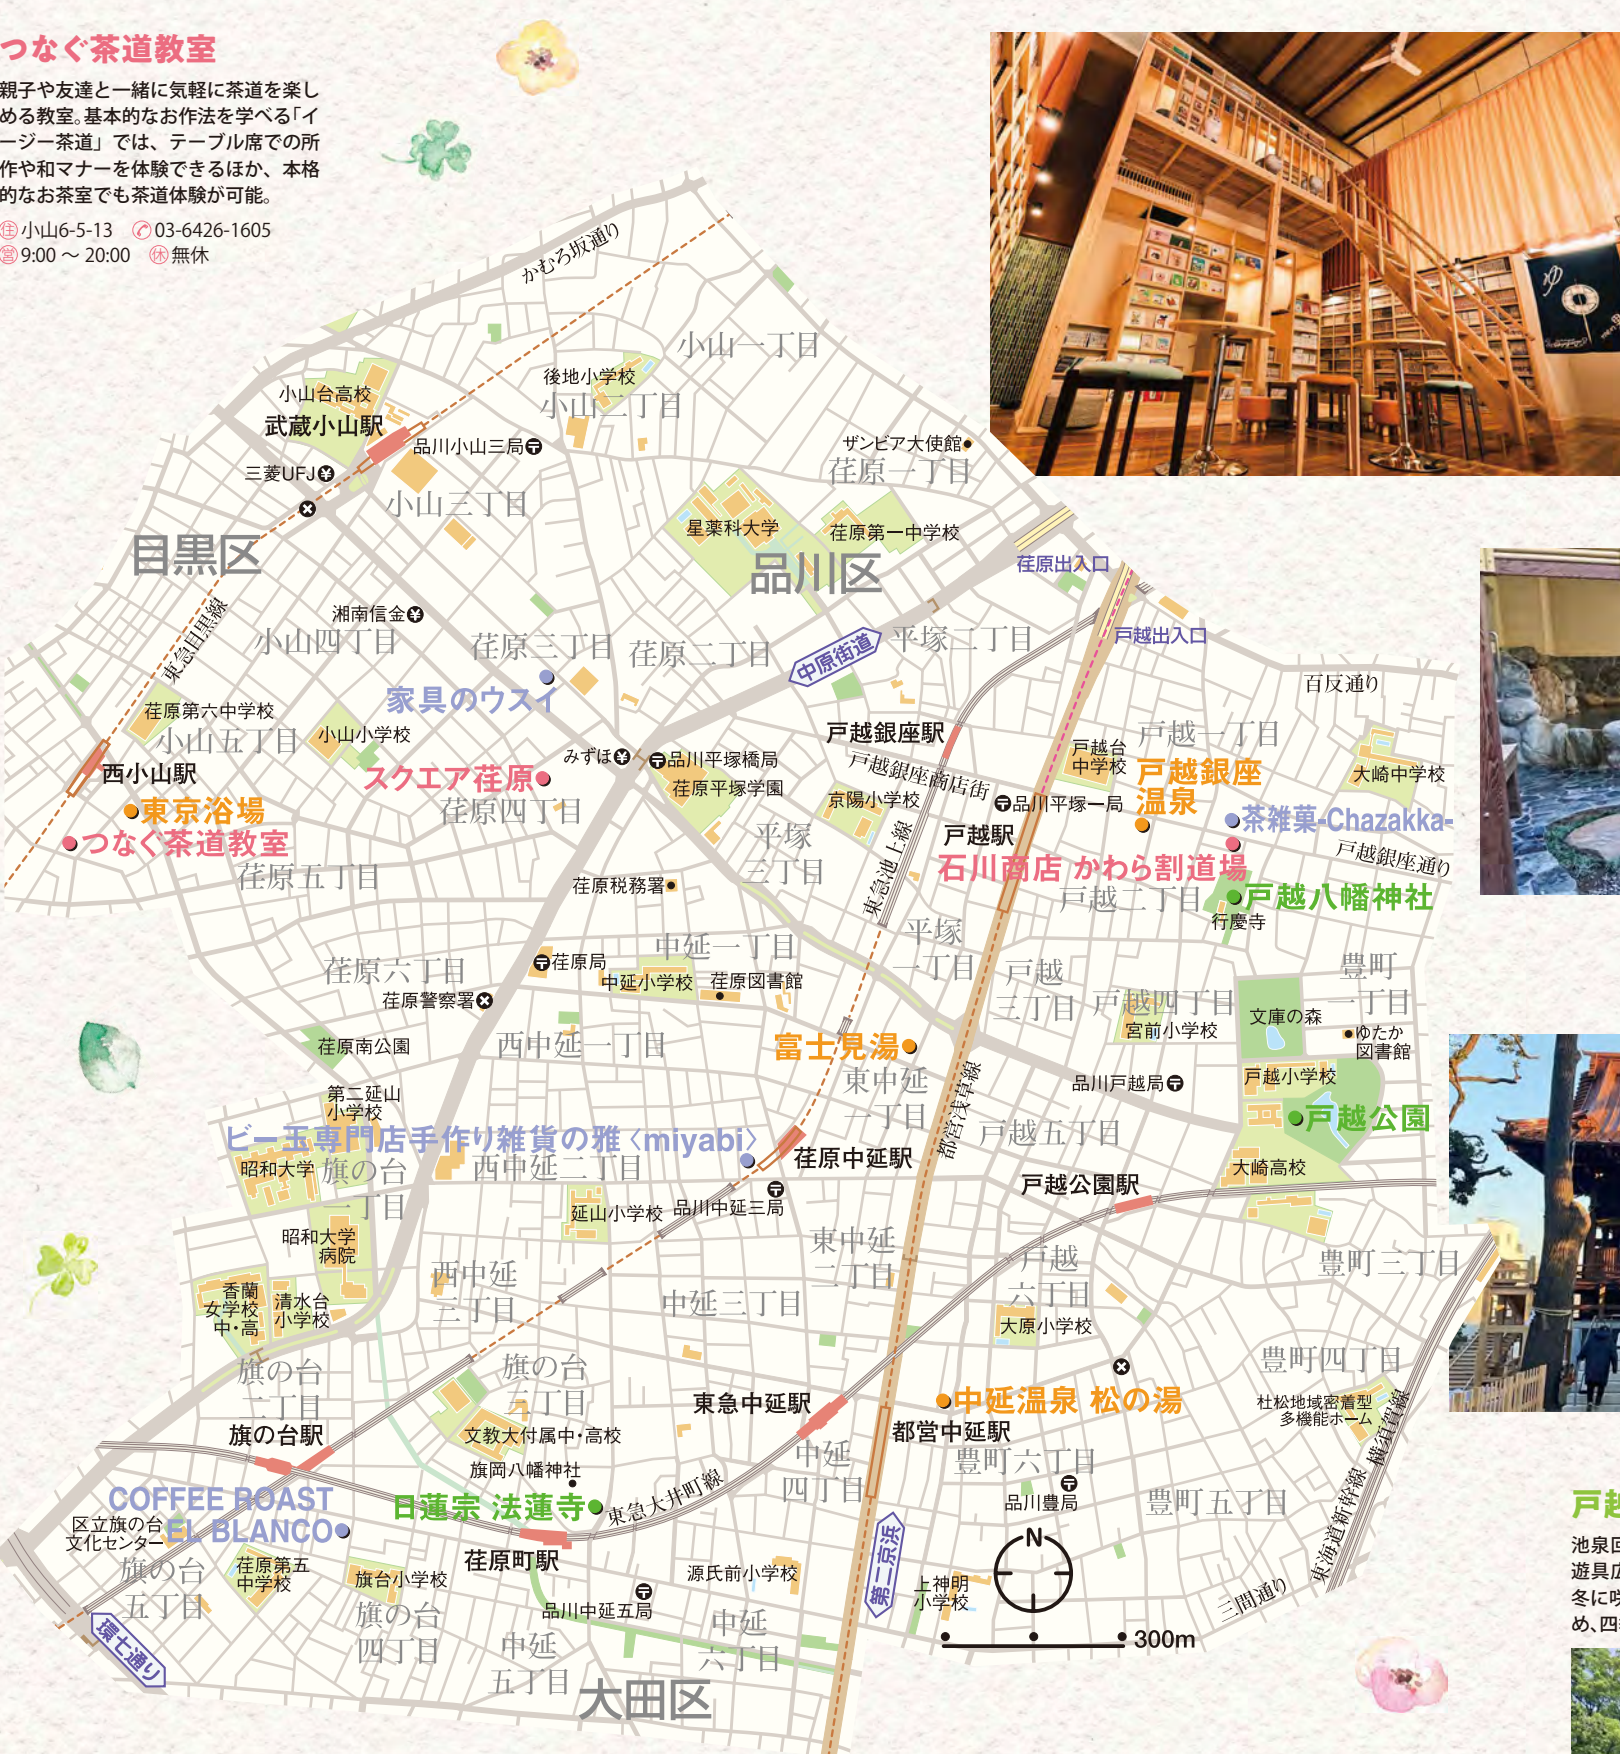 つなぐ茶道教室
親子や友達と一緒に気軽に茶道を楽し
める教室。基本的なお作法を学べる「イ
ージー茶道」では、テーブル席での所
作や和マナーを体験できるほか、本格
的なお茶室でも茶道体験が可能。
住 小山6-5-13 03-6426-1605
営 9:00 〜 20:00 休 無休
ゆ
かむろ坂通り
小山一丁目
後地小学校
小山二丁目
小山台高校
武蔵小山駅
品川小山三局
ザンビア大使館
荏原一丁目
三菱UFJ
小山三丁目
星薬科大学
荏原第一中学校
目黒区
品川区
荏原出入口
湘南信金
東急目黒線
小山四丁目
荏原三丁目
荏原二丁目
中原街道
平塚二丁目
戸越出入口
百反通り
家具のウスイ
荏原第六中学校
小山五丁目
小山小学校
西小山駅
みずほ
品川平塚橋局
戸越銀座駅
戸越銀座商店街
戸越台
中学校
戸越一丁目
大崎中学校
スクエア荏原
荏原平塚学園
京陽小学校
品川平塚一局
戸越銀座
温泉
東京浴場
つなぐ茶道教室
荏原四丁目
平塚
三丁目
東急池上線
戸越駅
茶雑菓-Chazakka-
戸越銀座通り
石川商店 かわら割道場
荏原五丁目
荏原税務署
戸越二丁目
戸越八幡神社
行慶寺
平塚
一丁目
中延一丁目
荏原六丁目
荏原局
中延小学校
荏原図書館
戸越
三丁目
戸越四丁目
豊町
一丁目
荏原警察署
宮前小学校
文庫の森
ゆたか
図書館
荏原南公園
西中延一丁目
富士見湯
東中延
一丁目
都営浅草線
品川戸越局
戸越小学校
第二延山
小学校
戸越公園
ビー玉専門店手作り雑貨の雅〈miyabi〉
戸越五丁目
昭和大学
旗の台
一丁目
西中延二丁目
荏原中延駅
大崎高校
戸越公園駅
延山小学校
品川中延三局
昭和大学
病院
東中延
二丁目
戸越
六丁目
豊町三丁目
香蘭
女学校
中・高
清水台
小学校
西中延
三丁目
中延三丁目
大原小学校
旗の台
二丁目
旗の台
三丁目
豊町四丁目
東急中延駅
中延温泉 松の湯
杜松地域密着型
多機能ホーム
横須賀線
旗の台駅
文教大付属中・高校
都営中延駅
旗岡八幡神社
中延
四丁目
豊町六丁目
品川豊局
豊町五丁目
東海道新幹線
COFFEE ROAST
EL BLANCO
日蓮宗 法蓮寺
東急大井町線
区立旗の台
文化センター
荏原町駅
第二京浜
N
旗の台
五丁目
荏原第五
中学校
旗台小学校
源氏前小学校
上神明
小学校
三間通り
旗の台
四丁目
品川中延五局
中延
五丁目
中延
六丁目
300m
環七通り
大田区
戸越
池泉回
遊具広
冬に咲
め、四